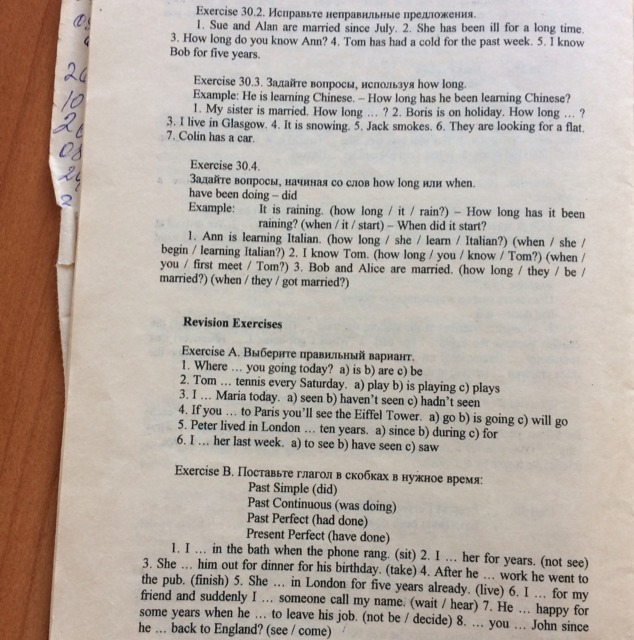 Exercise 30.2. Исправьте неправильные предложения.
1. Sue and Alan are married since July. 2. She has been ill for a long time.
3. How long do you know Ann? 4. Tom has had a cold for the past week. 5. I know
Bob for five years.
Exercise 30.3. Задайте вопросы, используя how long.
Example: He is learning Chinese. – How long has he been learning Chinese?
1. My sister is married. How long ... ? 2. Boris is on holiday. How long ... ?
3. I live in Glasgow. 4. It is snowing. 5. Jack smokes. 6. They are looking for a flat.
7. Colin has a car.
Exercise 30.4.
Задайте вопросы, начиная со слов how long или when.
have been doing – did
Example: It is raining. (how long / it / rain?) – How long has it been
raining? (when / it / start) – When did it start?
1. Ann is learning Italian. (how long / she / learn / Italian?) (when / she /
begin / learning Italian?) 2. I know Tom. (how long / you / know / Tom?) (when /
you / first meet / Tom?) 3. Bob and Alice are married. (how long / they / be /
married?) (when / they / got married?)
Revision Exercises
Exercise A. Выберите правильный вариант.
1. Where ... you going today? a) is b) are c) be
2. Tom ... tennis every Saturday. a) play b) is playing c) plays
3. I ... Maria today. a) seen b) haven't seen c) hadn't seen
4. If you ... to Paris you'll see the Eiffel Tower. a) go b) is going c) will go
5. Peter lived in London ... ten years. a) since b) during c) for
6. I ... her last week. a) to see b) have seen c) saw
Exercise B. Поставьте глагол в скобках в нужное время:
Past Simple (did)
Past Continuous (was doing)
Past Perfect (had done)
Present Perfect (have done)
1. I ... in the bath when the phone rang. (sit) 2. I ... her for years. (not see)
3. She ... him out for dinner for his birthday. (take) 4. After he ... work he went to
the pub. (finish) 5. She ... in London for five years already. (live) 6. I ... for my
friend and suddenly I ... someone call my name. (wait / hear) 7. He ... happy for
some years when he ... to leave his job. (not be / decide) 8. ... you ... John since
he ... back to England? (see / come)